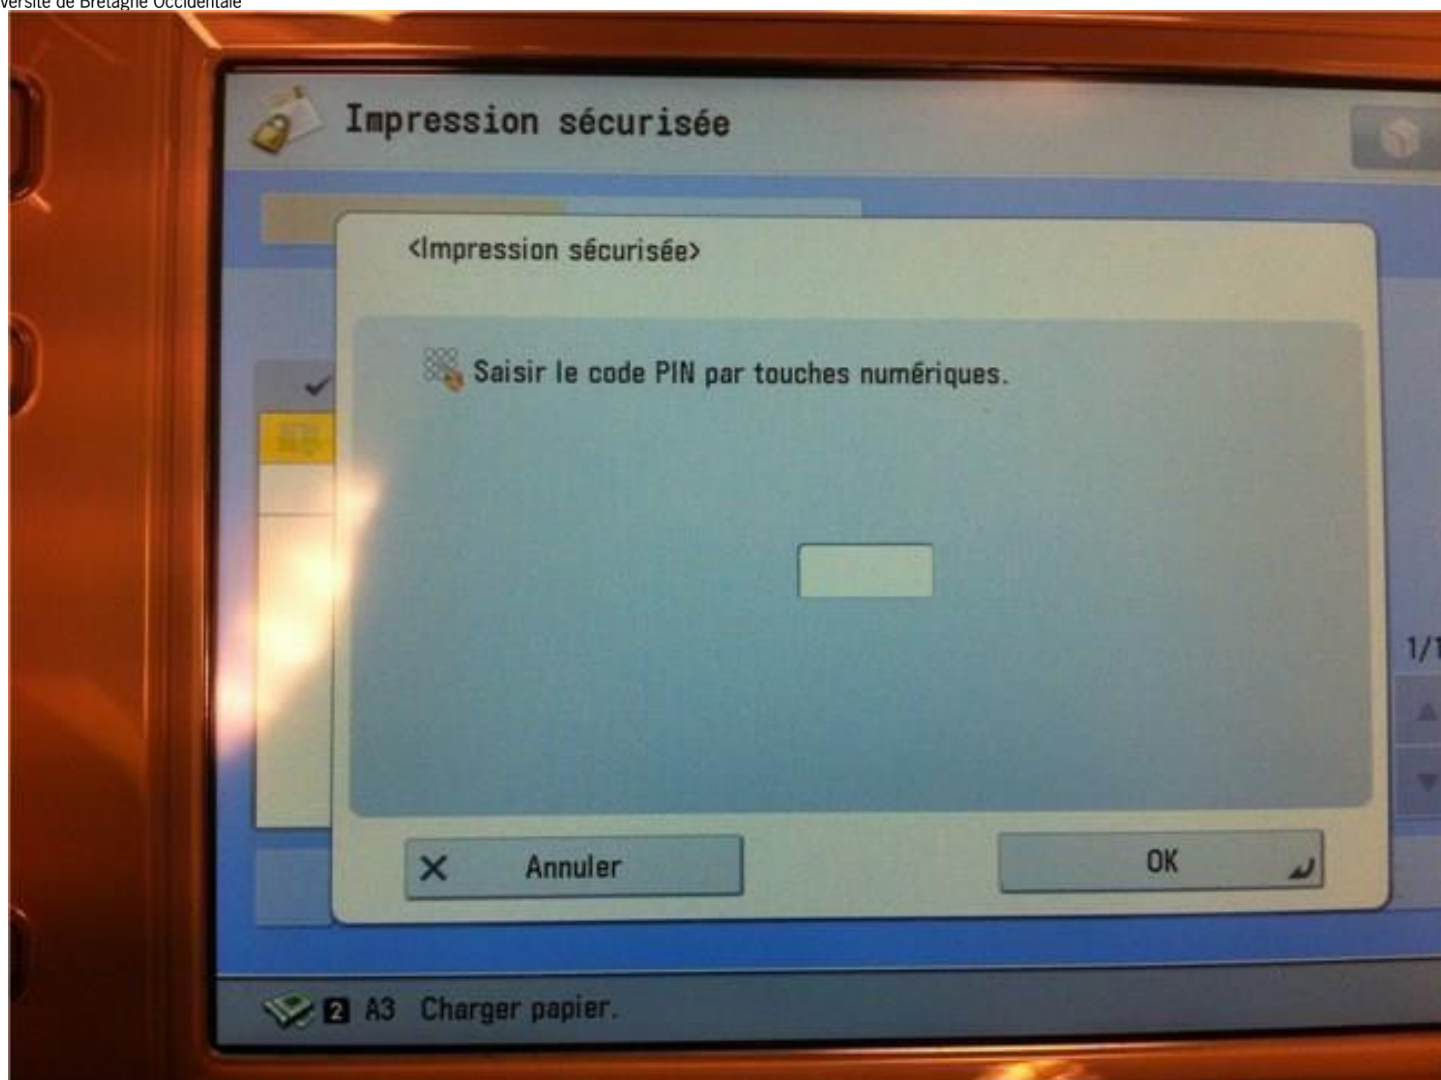 versité de Bretagne Occidentale
Impression sécurisée
<Impression sécurisée>
Saisir le code PIN par touches numériques.
1/1
Annuler
OK
2 A3 Charger papier.